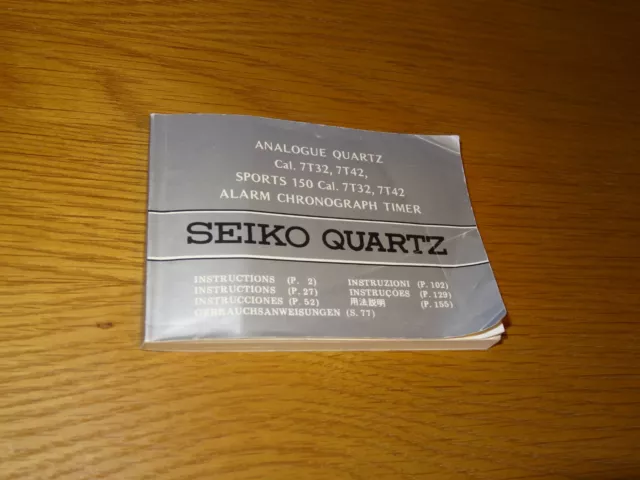 ANALOGUE QUARTZ
Cal. 7T32, 7T42,
SPORTS 150 Cal. 7T32, 7T42
ALARM CHRONOGRAPH TIMER
SEIKO QUARTZ
INSTRUCTIONS (P. 2)
INSTRUCTIONS (P. 27)
INSTRUCCIONES (P. 52)
GEBRAUCHSANWEISUNGEN (S. 77)
INSTRUZIONI (P. 102)
INSTRUÇÕES (P. 129)
用法説明 (P. 155)